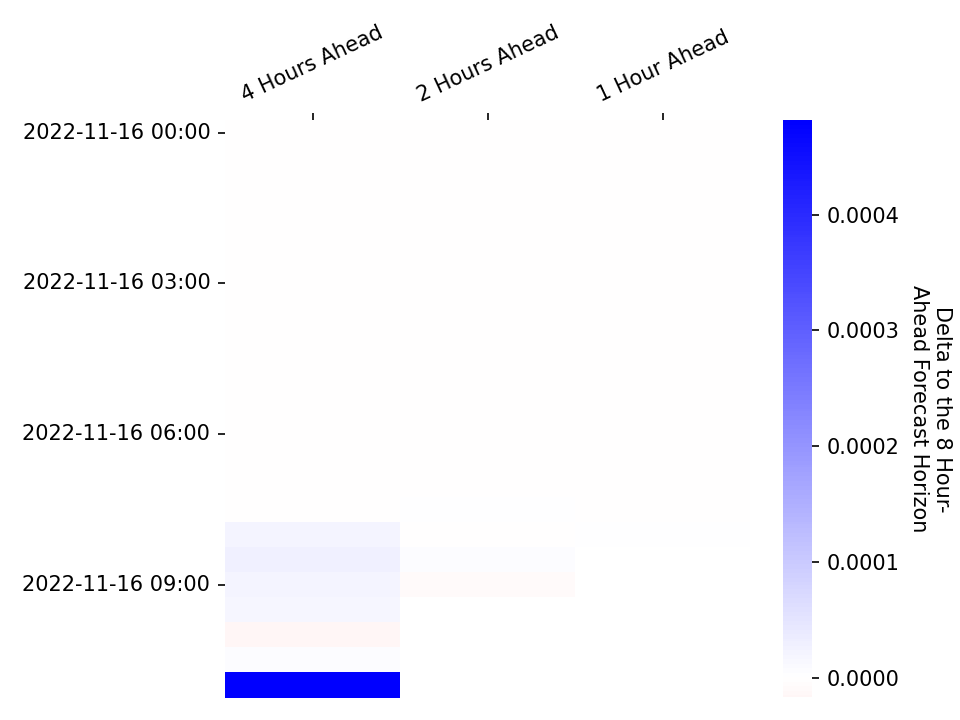 4 Hours Ahead
2 Hours Ahead
1 Hour Ahead
2022-11-16 00:00
2022-11-16 03:00
2022-11-16 06:00
2022-11-16 09:00
0.0004
0.0003
0.0002
0.0001
0.0000
Delta to the 8 Hour-
Ahead Forecast Horizon